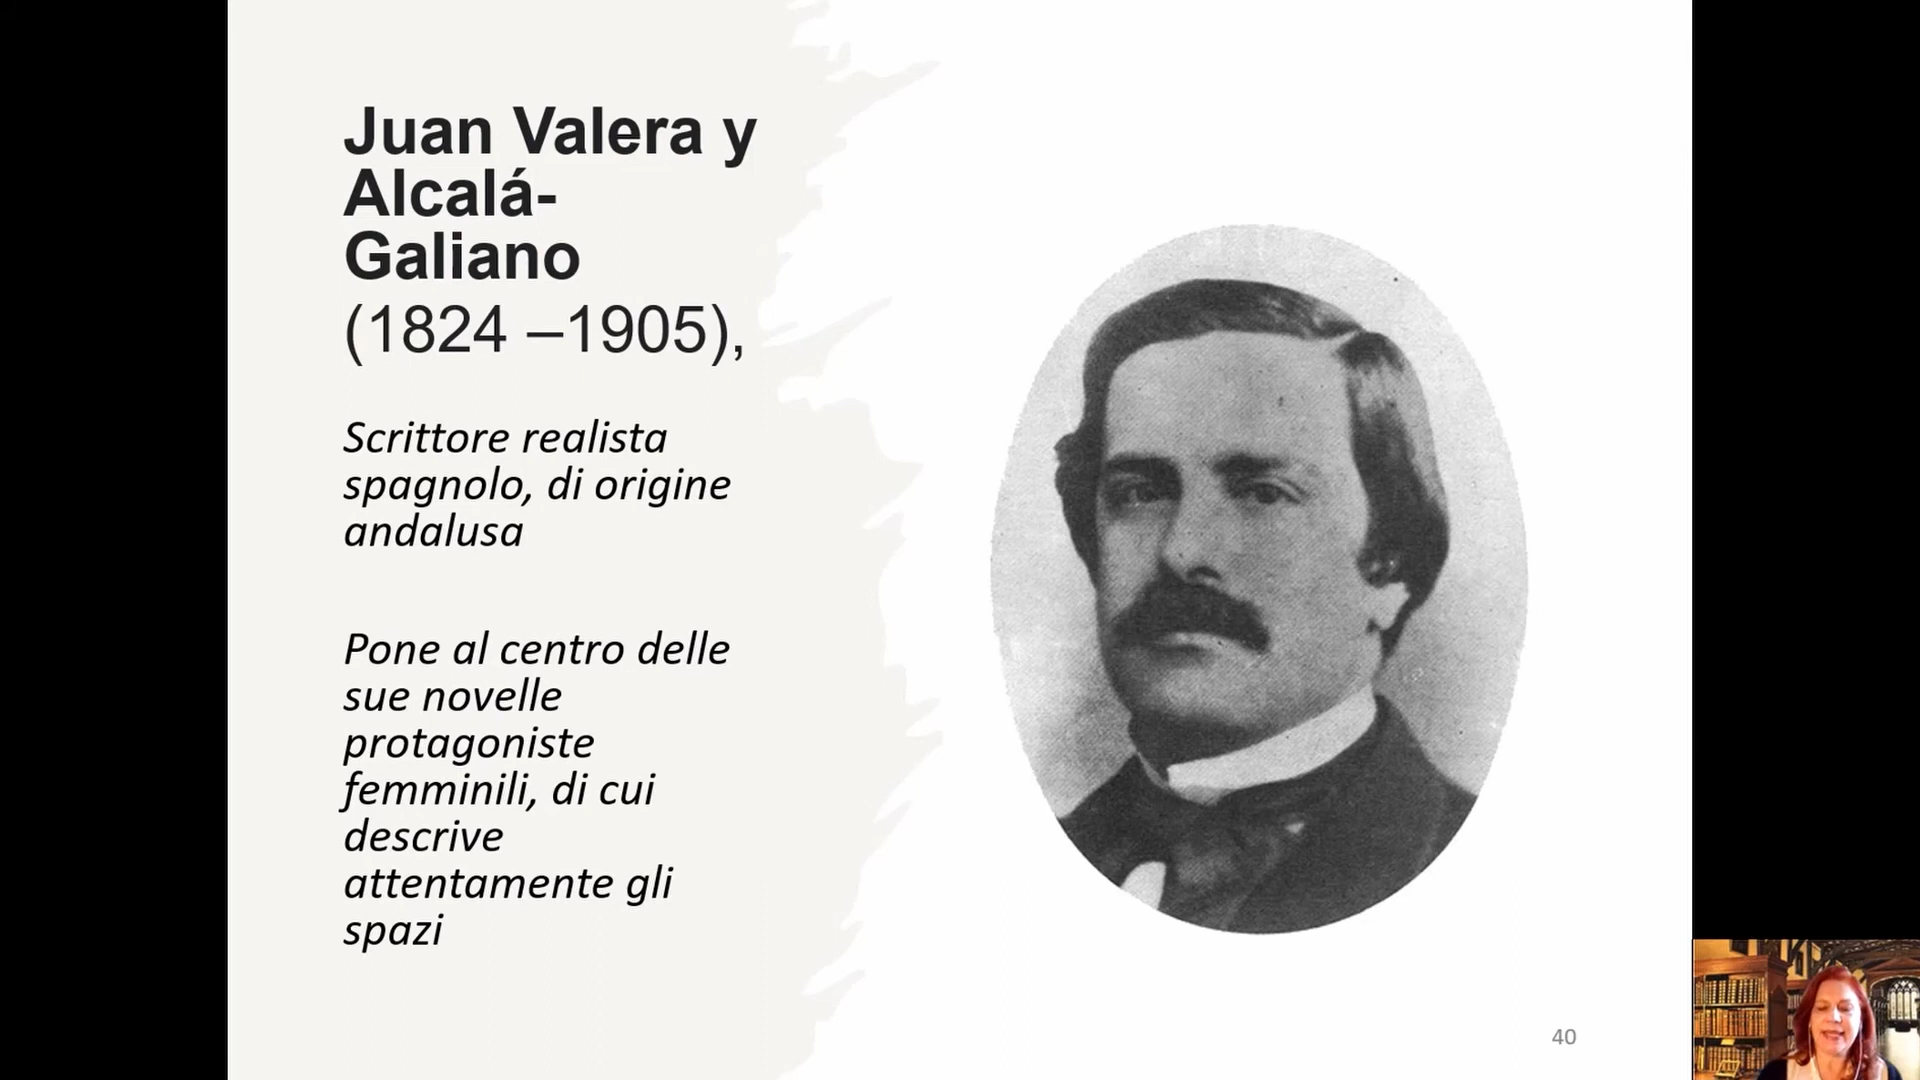 Juan Valera y
Alcalá-
Galiano
(1824 –1905),
Scrittore realista
spagnolo, di origine
andalusa
Pone al centro delle
sue novelle
protagoniste
femminili, di cui
descrive
attentamente gli
spazi
40